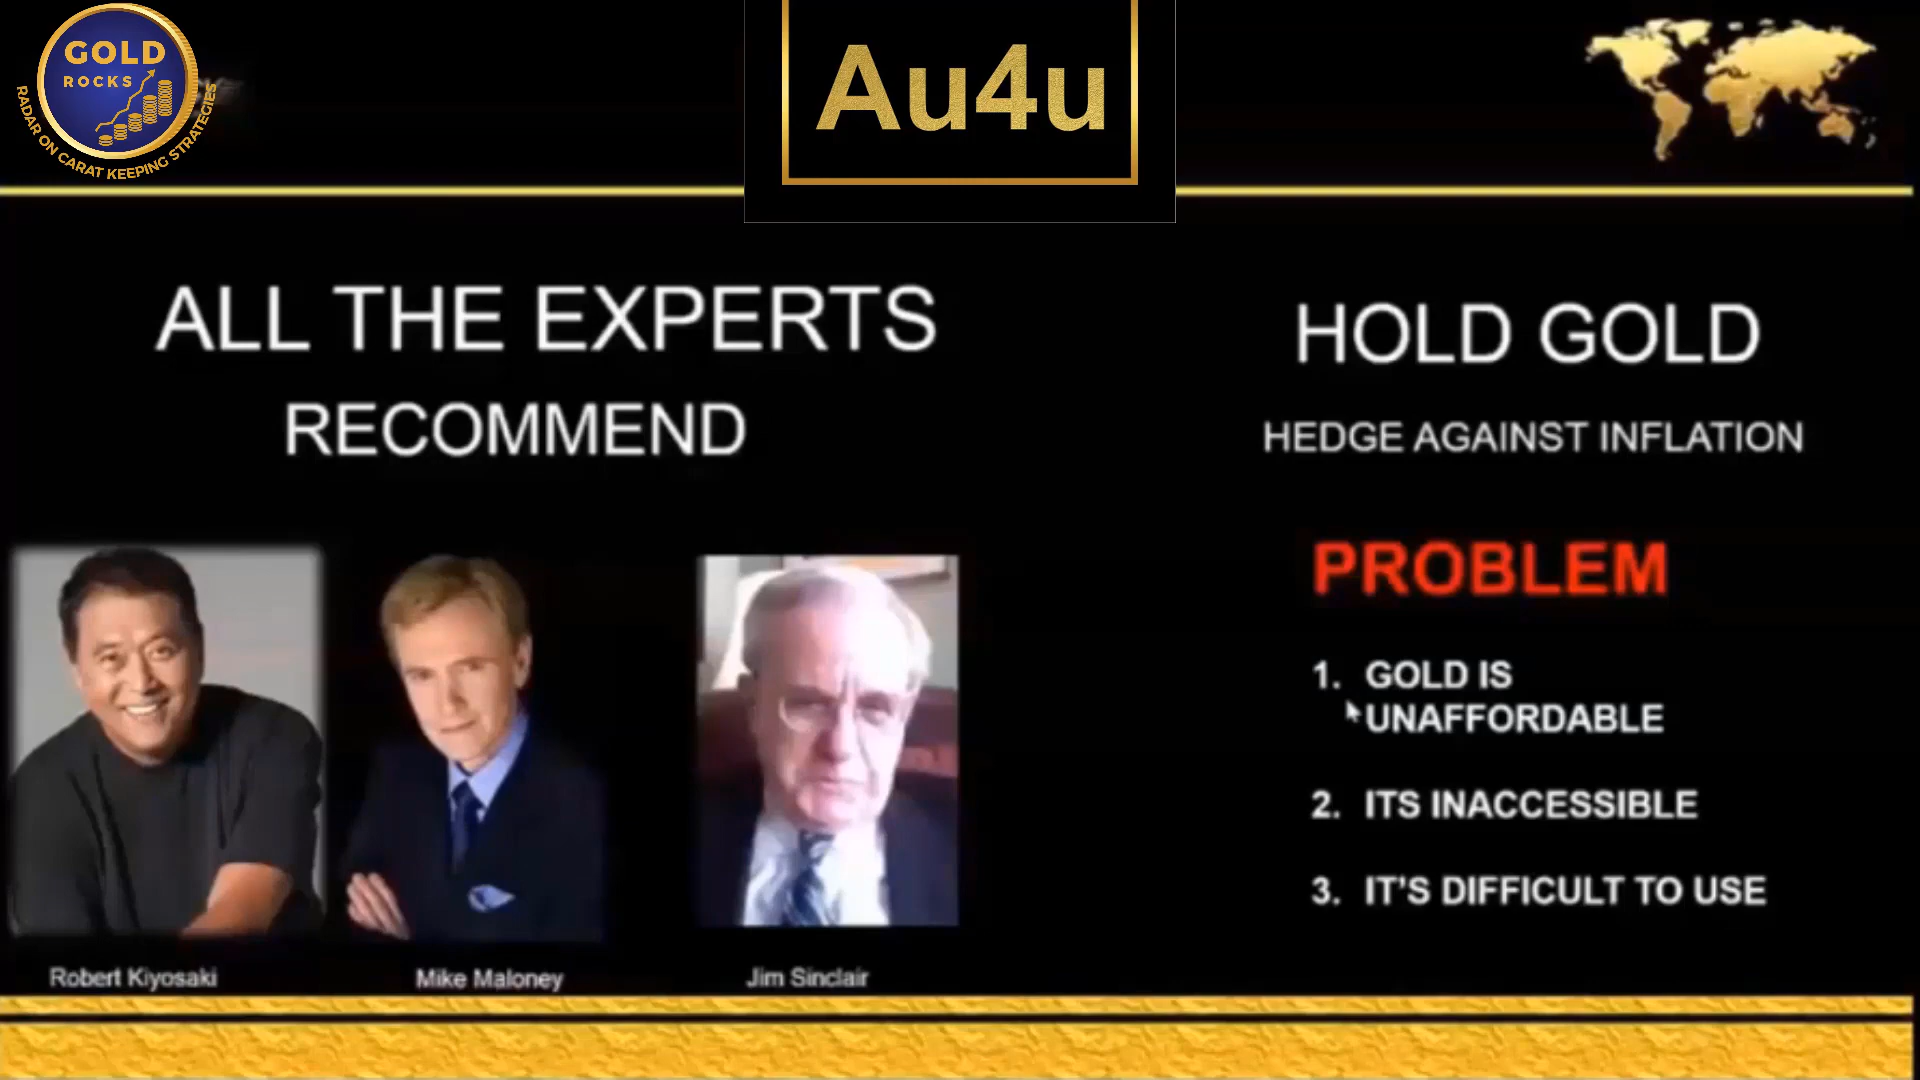 GOLD
ROCKS
RADAR ON CARAT KEEPING STRATEGIES
Au4u
ALL THE EXPERTS
RECOMMEND
HOLD GOLD
HEDGE AGAINST INFLATION
PROBLEM
1. GOLD IS
UNAFFORDABLE
2. ITS INACCESSIBLE
3. IT'S DIFFICULT TO USE
Robert Kiyosaki
Mike Maloney
Jim Sinclair